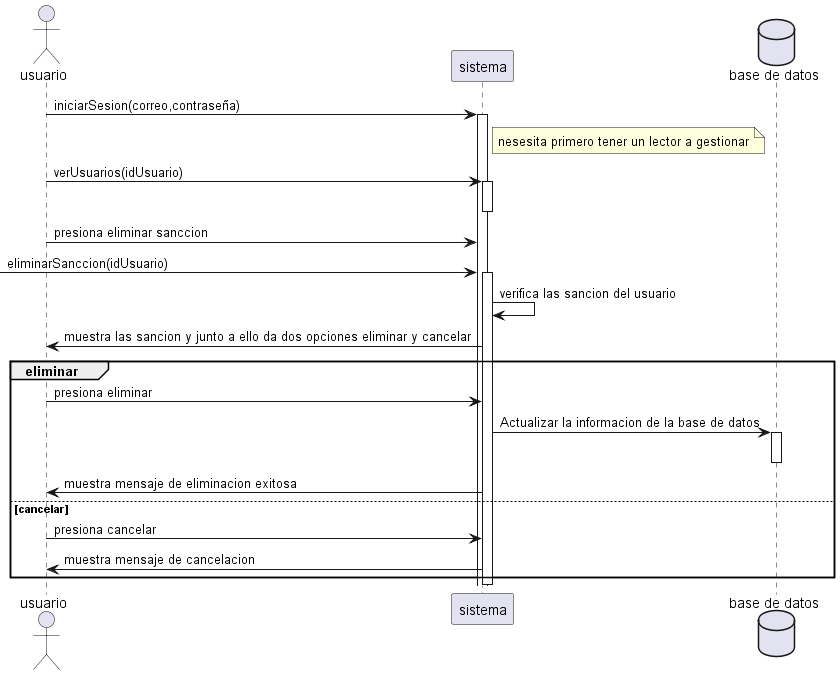 usuario
sistema
base de datos
iniciarSesion(correo,contraseña)
nesesita primero tener un lector a gestionar
verUsuarios(idUsuario)
presiona eliminar sanccion
eliminarSanccion(idUsuario)
verifica las sancion del usuario
muestra las sancion y junto a ello da dos opciones eliminar y cancelar
eliminar
presiona eliminar
Actualizar la informacion de la base de datos
muestra mensaje de eliminacion exitosa
[cancelar]
presiona cancelar
muestra mensaje de cancelacion
usuario
sistema
base de datos